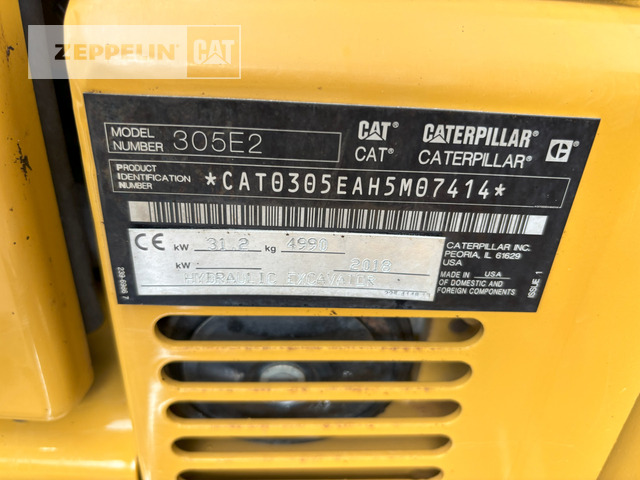 ZEPPELIN CAT
MODEL NUMBER 305E2
CAT® CATERPILLAR®
CAT® CATERPILLAR® C®
PRODUCT IDENTIFICATION NUMBER *CAT0305EAH5M07414*
CE kW 31.2 kg 4990
kW 2018
HYDRAULIC EXCAVATOR
CATERPILLAR INC.
PEORIA, IL 61629
USA
MADE IN USA
OF DOMESTIC AND
FOREIGN COMPONENTS
ISSUE 1